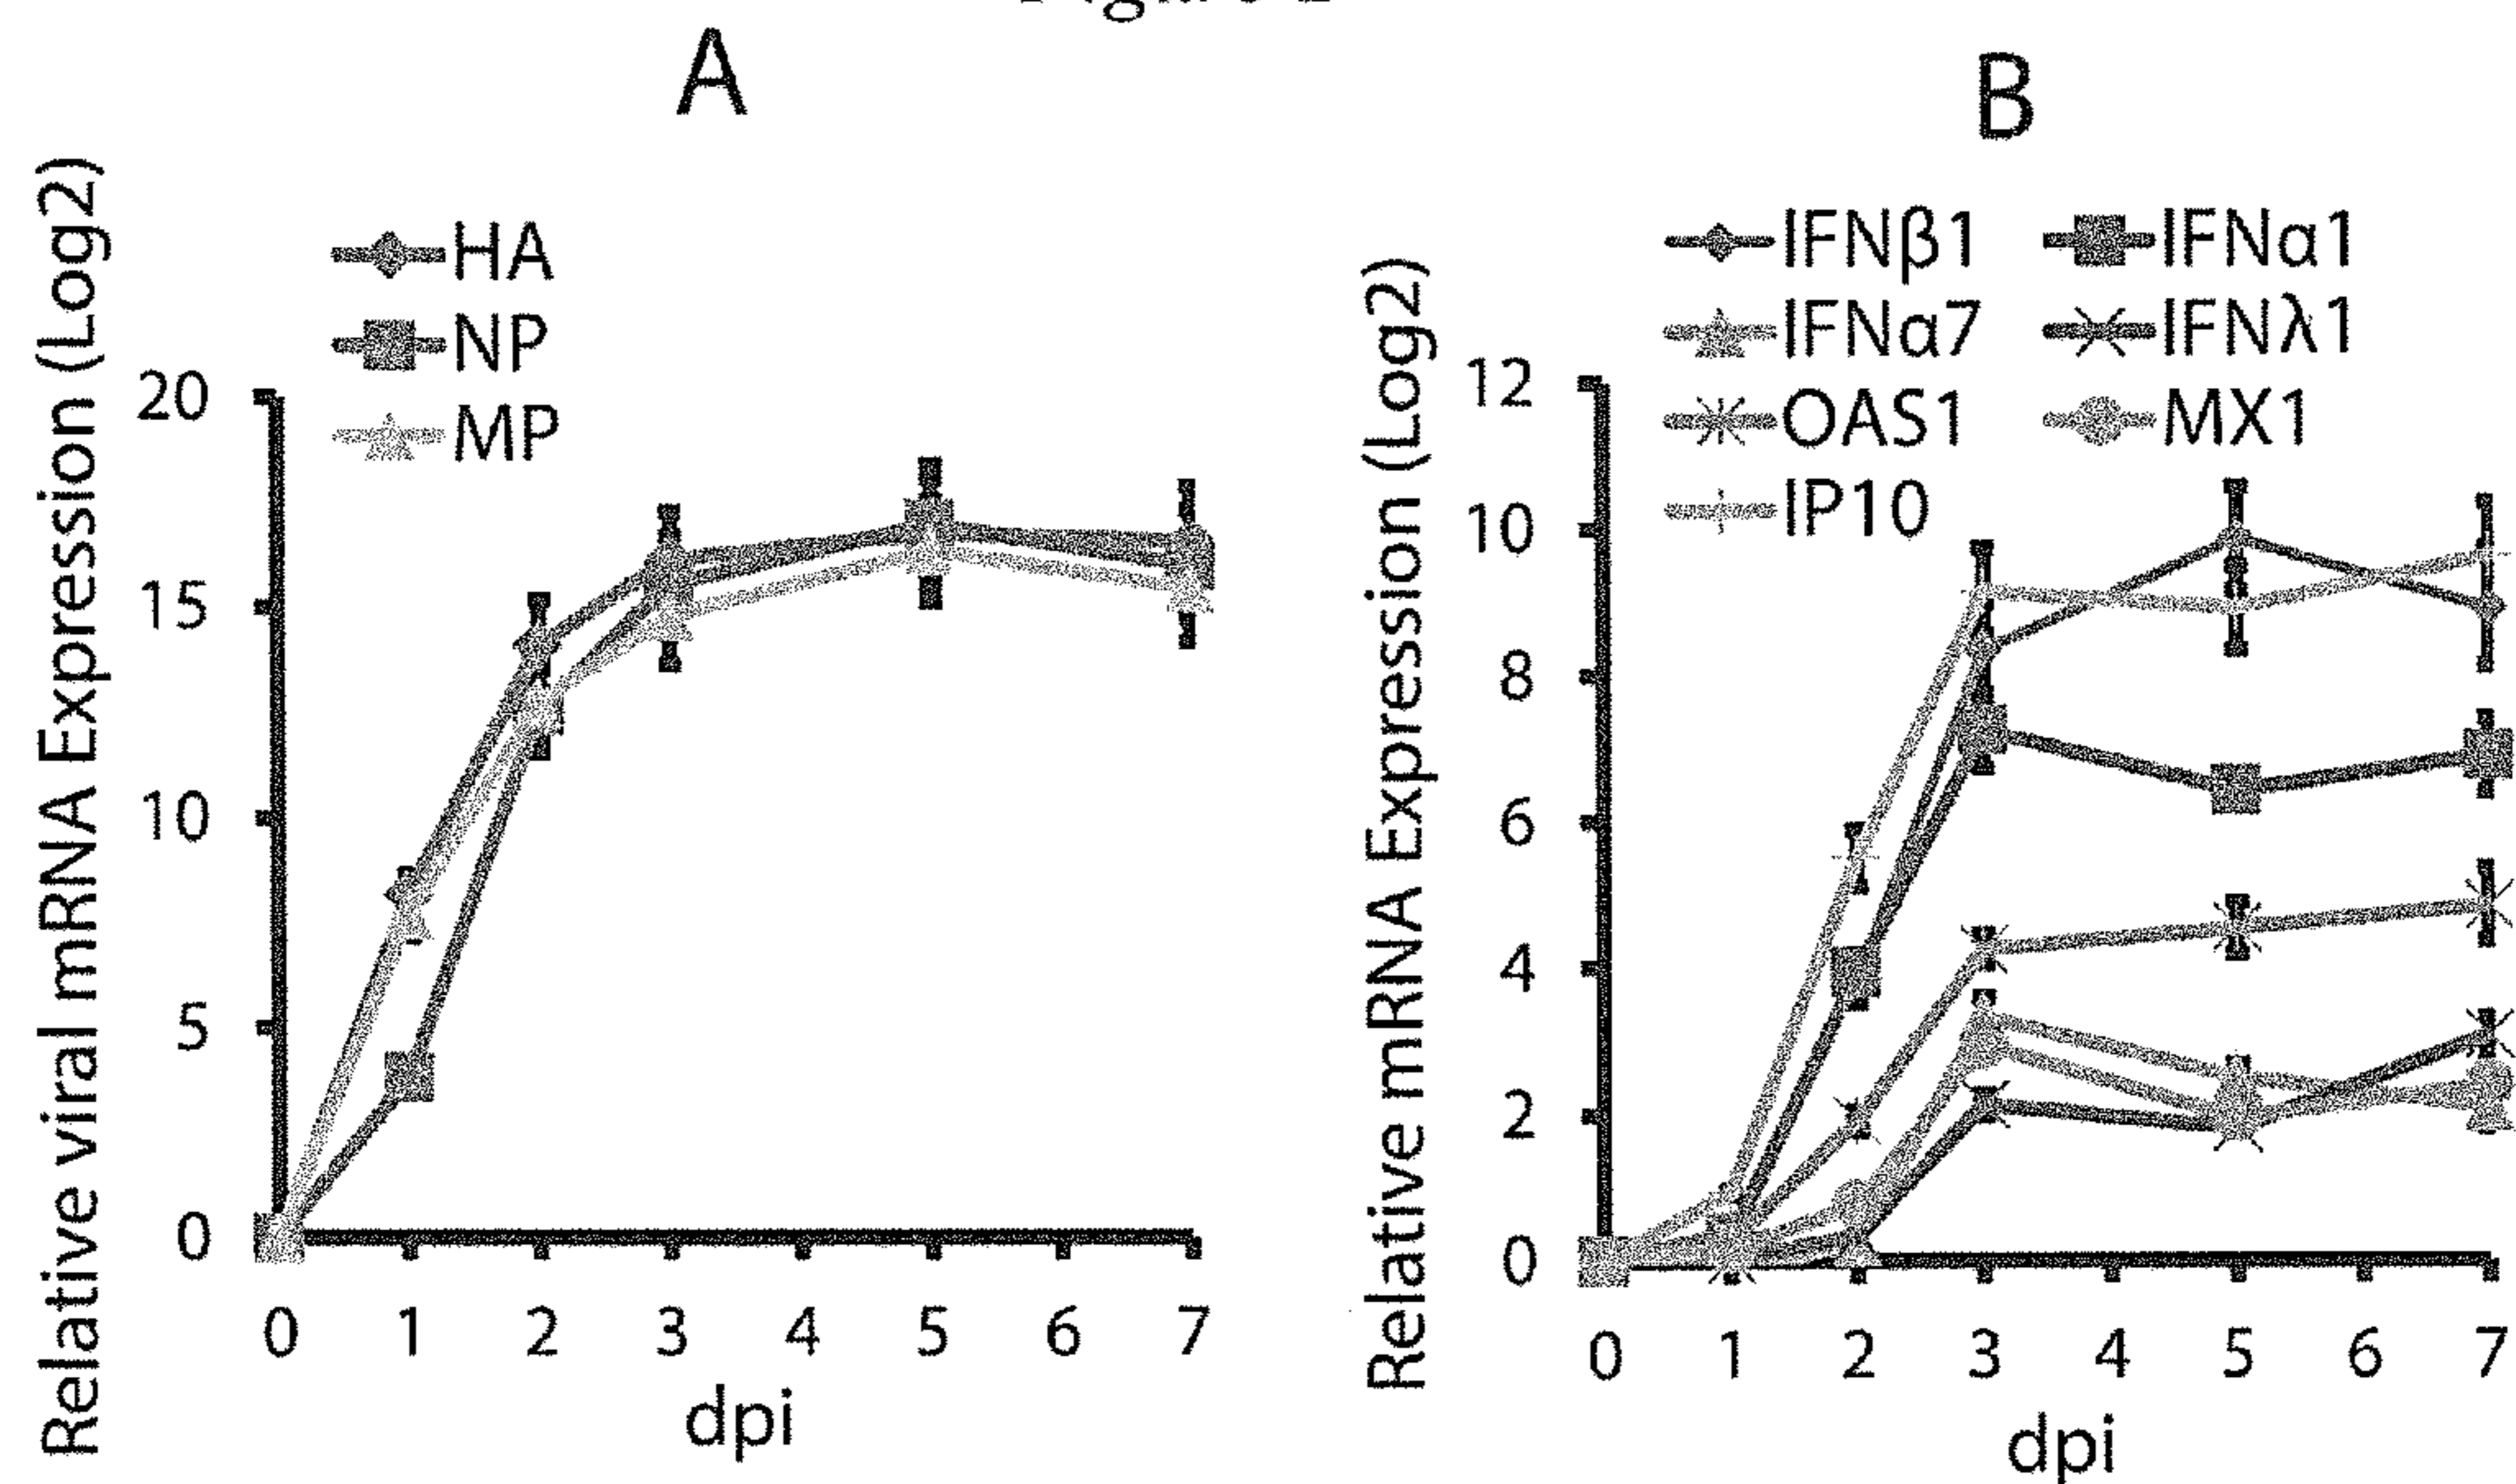 A
Relative viral mRNA Expression (Log2)
HA
NP
MP
20
15
10
5
0
0 1 2 3 4 5 6 7
dpi
B
Relative mRNA Expression (Log2)
IFNβ1 IFNα1
IFNα7 IFNλ1
OAS1 MX1
IP10
12
10
8
6
4
2
0
0 1 2 3 5 6 7
4
dpi